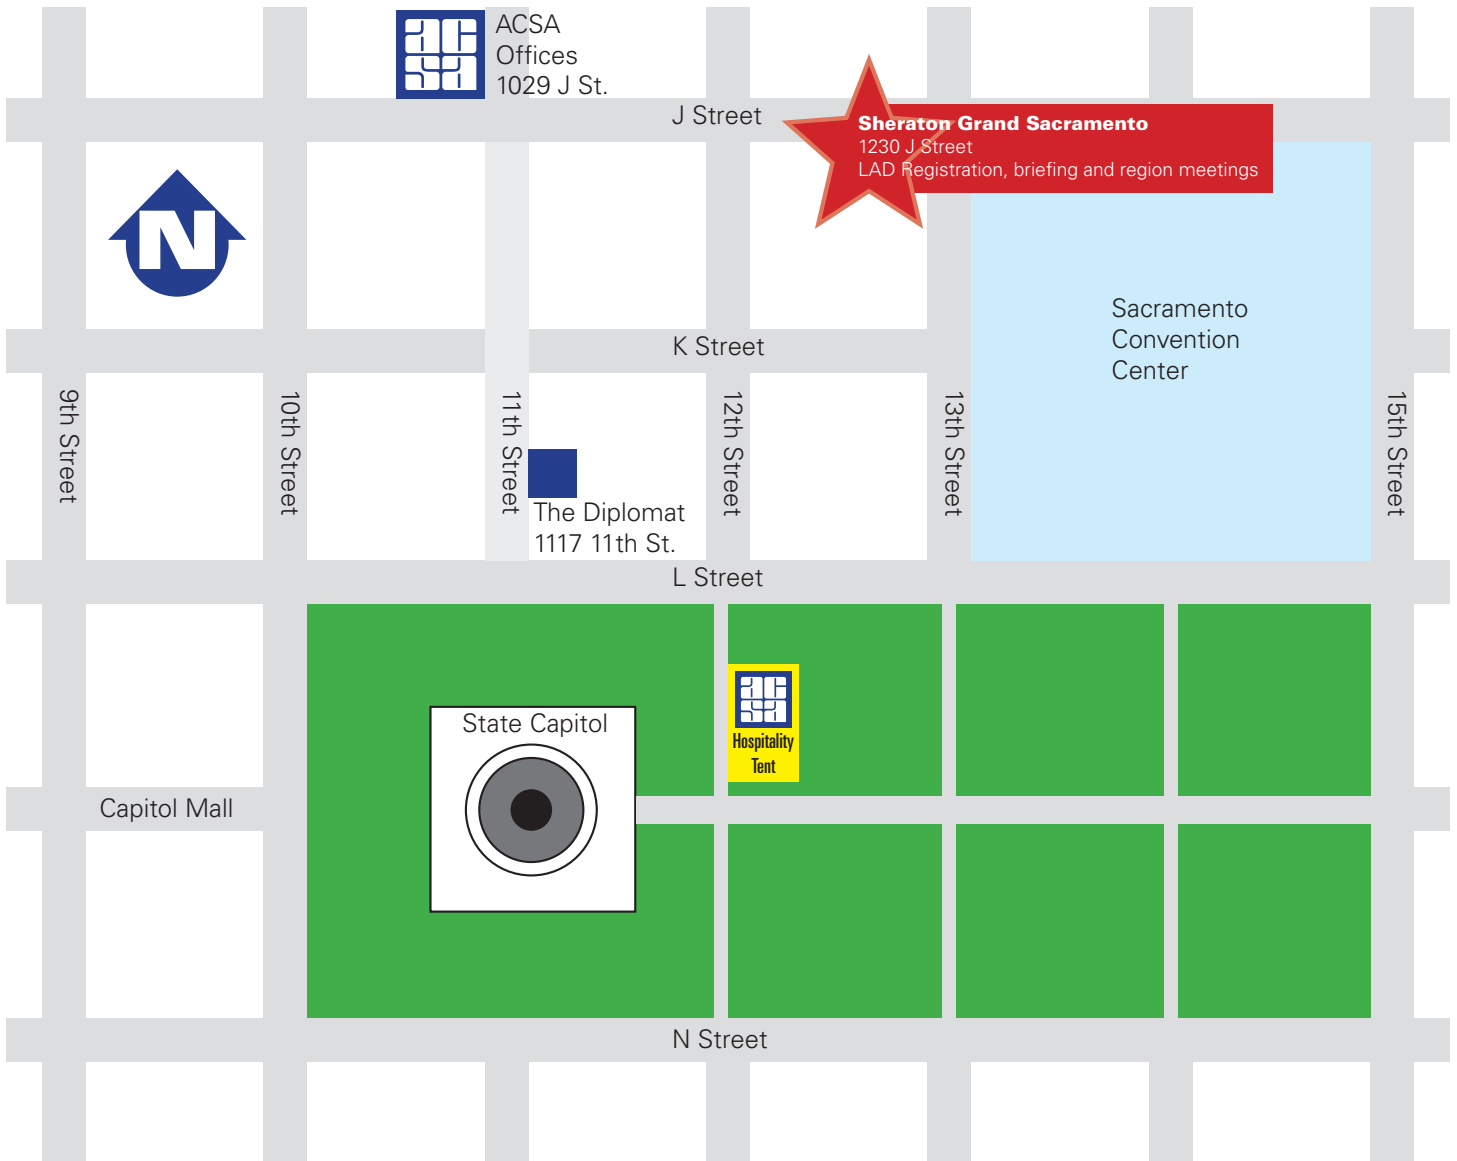 ACSA
Offices
1029 J St.
J Street
Sheraton Grand Sacramento
1230 J Street
LAD Registration, briefing and region meetings
N
Sacramento
Convention
Center
K Street
9th Street
10th Street
11th Street
12th Street
13th Street
15th Street
The Diplomat
1117 11th St.
L Street
State Capitol
Hospitality
Tent
Capitol Mall
N Street